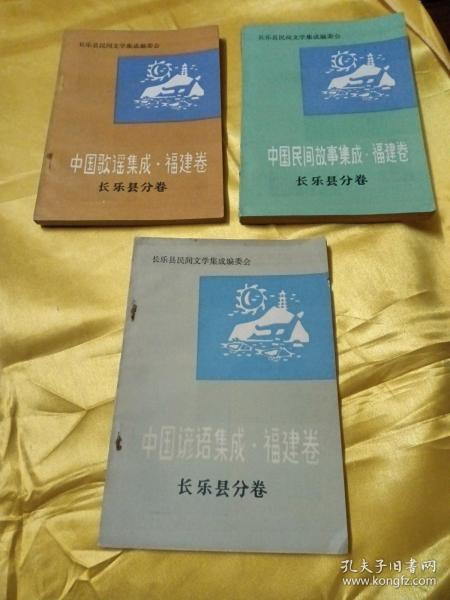 长乐县民间文学集成编委会
中国歌谣集成·福建卷
长乐县分卷
长乐县民间文学集成编委会
中国民间故事集成·福建卷
长乐县分卷
长乐县民间文学集成编委会
中国谚语集成·福建卷
长乐县分卷
孔夫子旧书网
www.kongfz.com